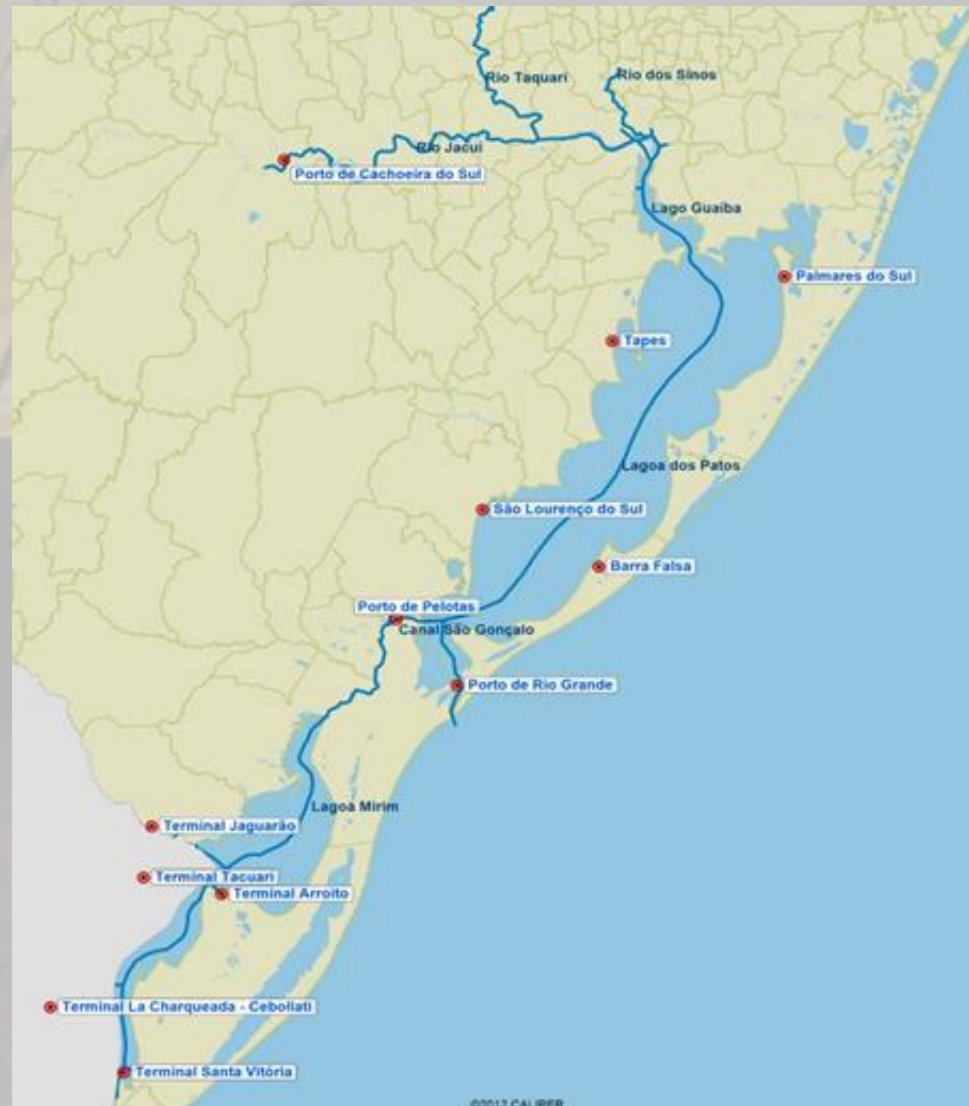 Rio Taquari
Rio dos Sinos
Rio Jacuí
Porto de Cachoeira do Sul
Lago Guaíba
Palmares do Sul
Tapes
Lagoa dos Patos
São Lourenço do Sul
Barra Falsa
Porto de Pelotas
Canal São Gonçalo
Porto de Rio Grande
Lagoa Mirim
Terminal Jaguarão
Terminal Tacuari
Terminal Arroito
Terminal La Charqueada - Cebollati
Terminal Santa Vitória
©2012 CALIPER